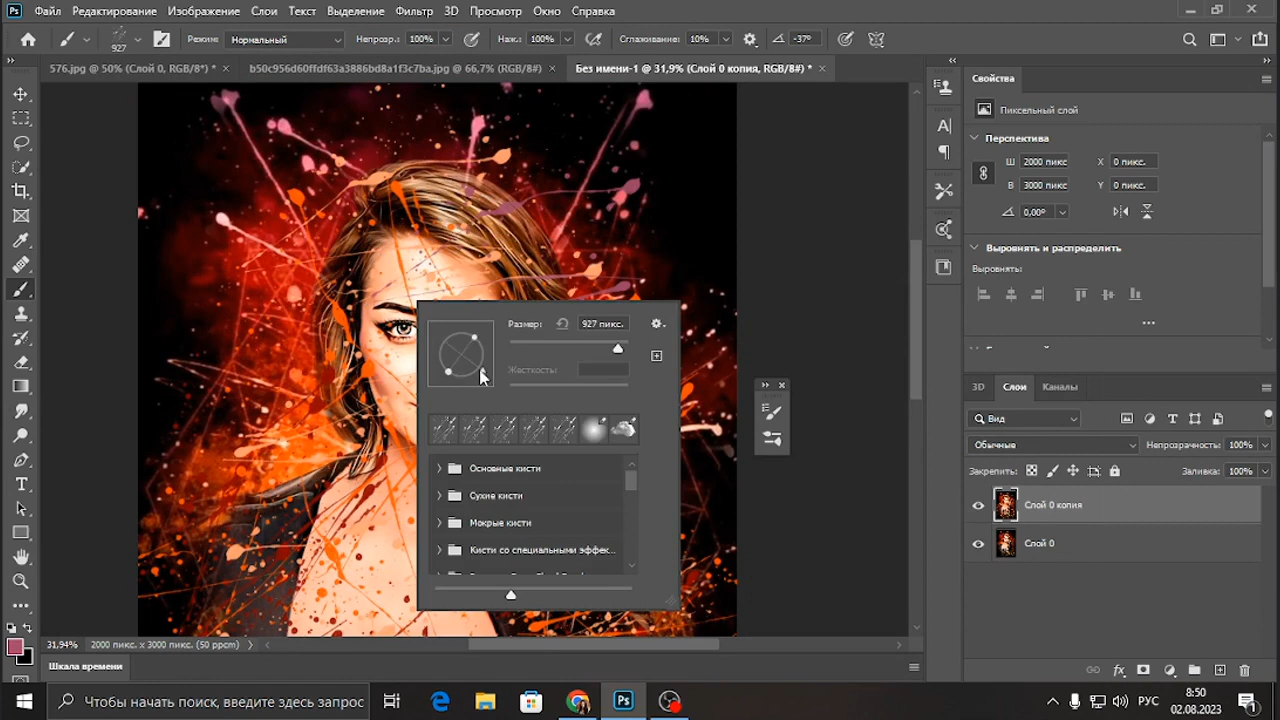 Ps Файл Редактирование Изображение Слои Текст Выделение Фильтр 3D Просмотр Окно Справка
927 Режим: Нормальный Непрозр.: 100% Наж.: 100% Сглаживание: 10% -37°
576.jpg @ 50% (Слой 0, RGB/8*) * × b50c956d60ffdf63a3886bd8a1f3c7ba.jpg @ 66,7% (RGB/8#) × Без имени-1 @ 31,9% (Слой 0 копия, RGB/8#) * ×
Свойства
Пиксельный слой
Перспектива
Ш 2000 пикс X 0 пикс.
В 3000 пикс Y 0 пикс.
0,00°
Выровнять и распределить
Выровнять:
Размер: 927 пикс.
Жесткость:
Основные кисти
Сухие кисти
Мокрые кисти
Кисти со специальными эффек...
3D Слои Каналы
Вид
Обычные Непрозрачность: 100%
Закрепить: Заливка: 100%
Слой 0 копия
Слой 0
31,94% 2000 пикс. x 3000 пикс. (50 ppcm)
Шкала времени
Чтобы начать поиск, введите здесь запрос
Ps
РУС
8:50
02.08.2023
1